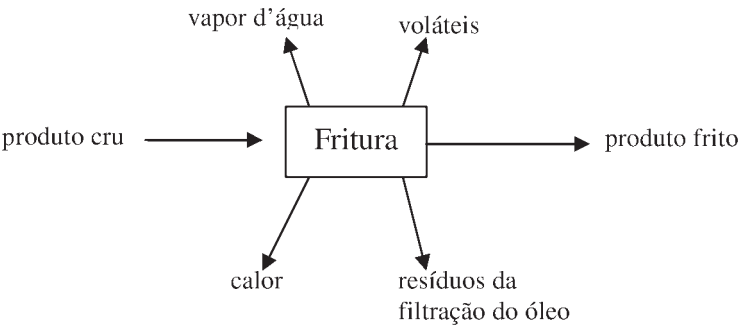 vapor d'água
voláteis
produto cru
Fritura
produto frito
calor
resíduos da
filtração do óleo